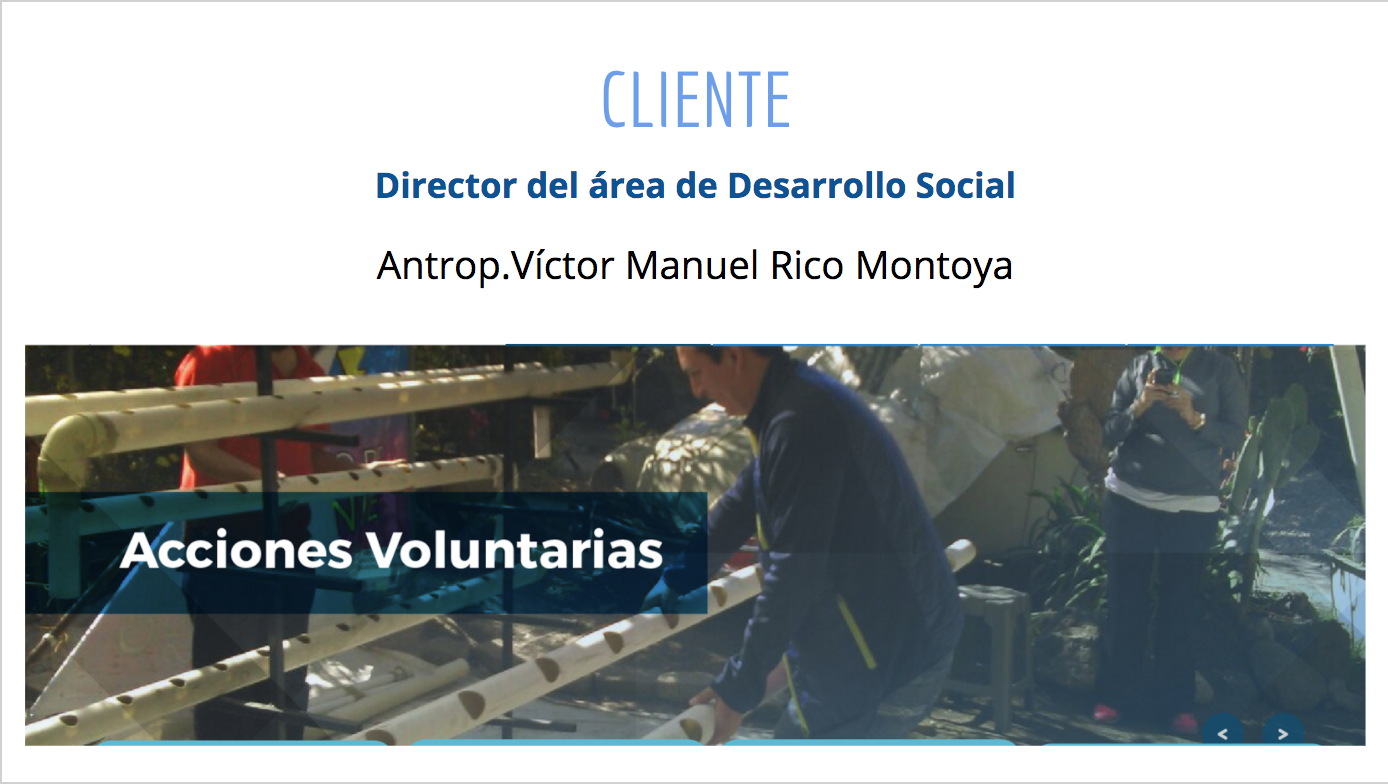 CLIENTE
Director del área de Desarrollo Social
Antrop.Víctor Manuel Rico Montoya
Acciones Voluntarias
< >